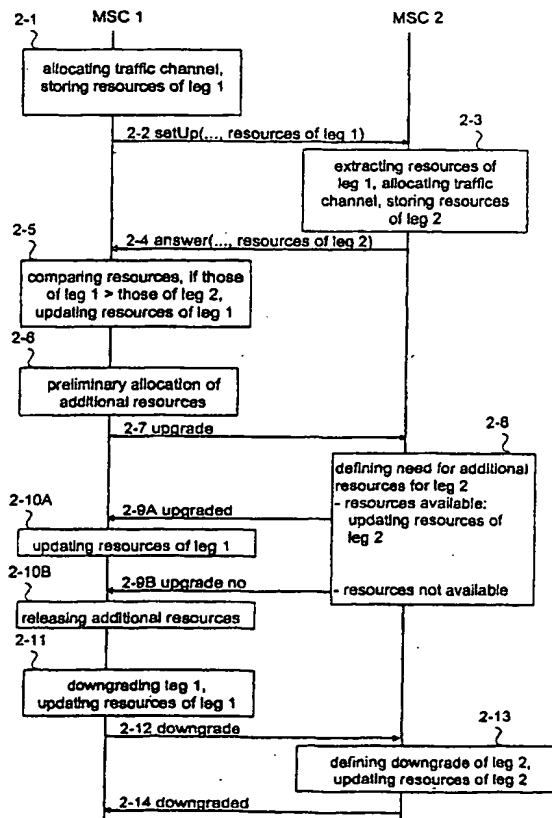 MSC 1
MSC 2
2-1
allocating traffic channel,
storing resources of leg 1
2-2 setUp(..., resources of leg 1)
2-3
extracting resources of
leg 1, allocating traffic
channel, storing resources
of leg 2
2-4 answer(..., resources of leg 2)
2-5
comparing resources, if those
of leg 1 > those of leg 2,
updating resources of leg 1
2-6
preliminary allocation of
additional resources
2-7 upgrade
2-8
defining need for additional
resources for leg 2
- resources available:
updating resources of
leg 2
2-9A upgraded
2-10A
updating resources of leg 1
2-9B upgrade no
- resources not available
2-10B
releasing additional resources
2-11
downgrading leg 1,
updating resources of leg 1
2-12 downgrade
2-13
defining downgrade of leg 2,
updating resources of leg 2
2-14 downgraded